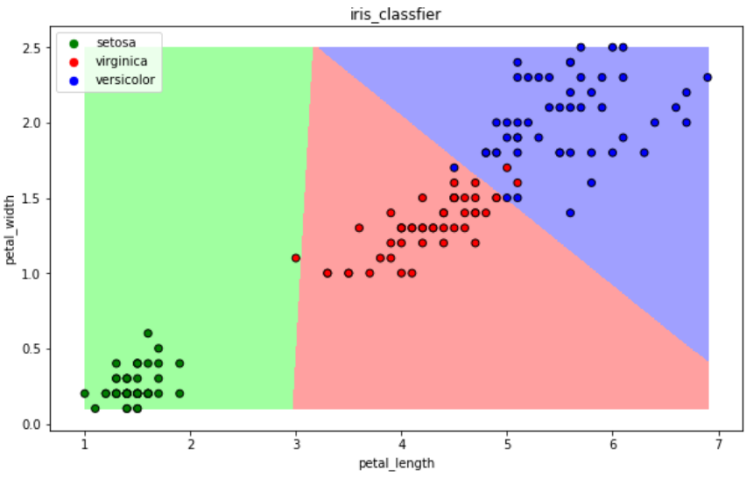 iris_classfier
setosa
virginica
versicolor
2.5
2.0
1.5
1.0
0.5
0.0
petal_width
1 2 3 4 5 6 7
petal_length